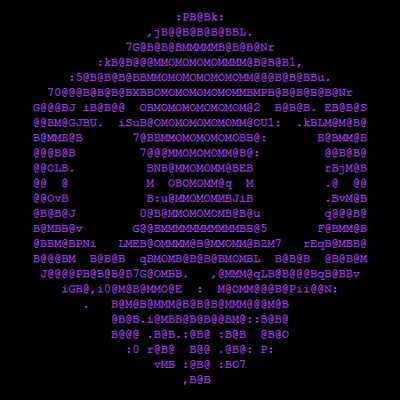 :PB@Bk:
,jB@@B@B@B@BBL.
7G@B@B@BMMMMMB@B@B@Nr
:kB@B@@@MMOMOMOMOMMMM@B@B@B1,
:5@B@B@B@BBMMOMOMOMOMOMOMM@@@B@B@BBu.
70@@@B@B@B@BXBBOMOMOMOMOMOMMBMPB@B@B@B@B@Nr
G@@@BJ iB@B@@  OBMOMOMOMOMOMOM@2  B@B@B. EB@B@S
@@BM@GJBU.  iSuB@OMOMOMOMOMOMM@OU1:  .kBLM@M@B@
B@MMB@B       7@BBMMOMOMOMOMOBB@:       B@BMM@B
@@@B@B         7@@@MMOMOMOMM@B:         @@B@B@
@@OLB.          BNB@MMOMOMM@BEB          rBjM@B
@@  @           M  OBOMOMM@q  M          .@  @@
@@OvB           B:u@MMOMOMMBJiB          .BvM@B
@B@B@J         0@B@MMOMOMOMB@B@u         q@@@B@
B@MBB@v       G@@BMMMMMMMMMMMBB@5       F@BMM@B
@BBM@BPNi   LMEB@OMMMM@B@MMOMM@BZM7   rEqB@MBB@
B@@@BM  B@B@B  qBMOMB@B@B@BMOMBL  B@B@B  @B@B@M
J@@@@PB@B@B@B7G@OMBB.   ,@MMM@qLB@B@@@BqB@BBv
iGB@,i0@M@B@MMO@E  :  M@OMM@@@B@Pii@@N:
.   B@M@B@MMM@B@B@B@MMM@@@M@B
@B@B.i@MBB@B@B@@BM@::B@B@
B@@@ .B@B.:@B@ :B@B  @B@O
:0 r@B@  B@@ .@B@: P:
vMB :@B@ :BO7
,B@B